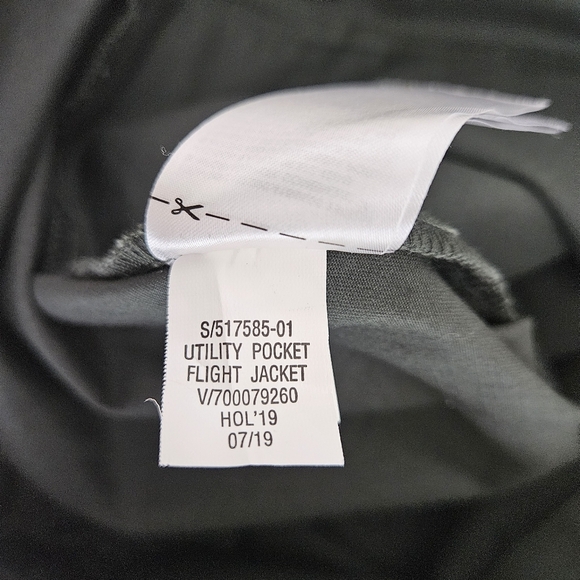 S/517585-01
UTILITY POCKET
FLIGHT JACKET
V/700079260
HOL'19
07/19